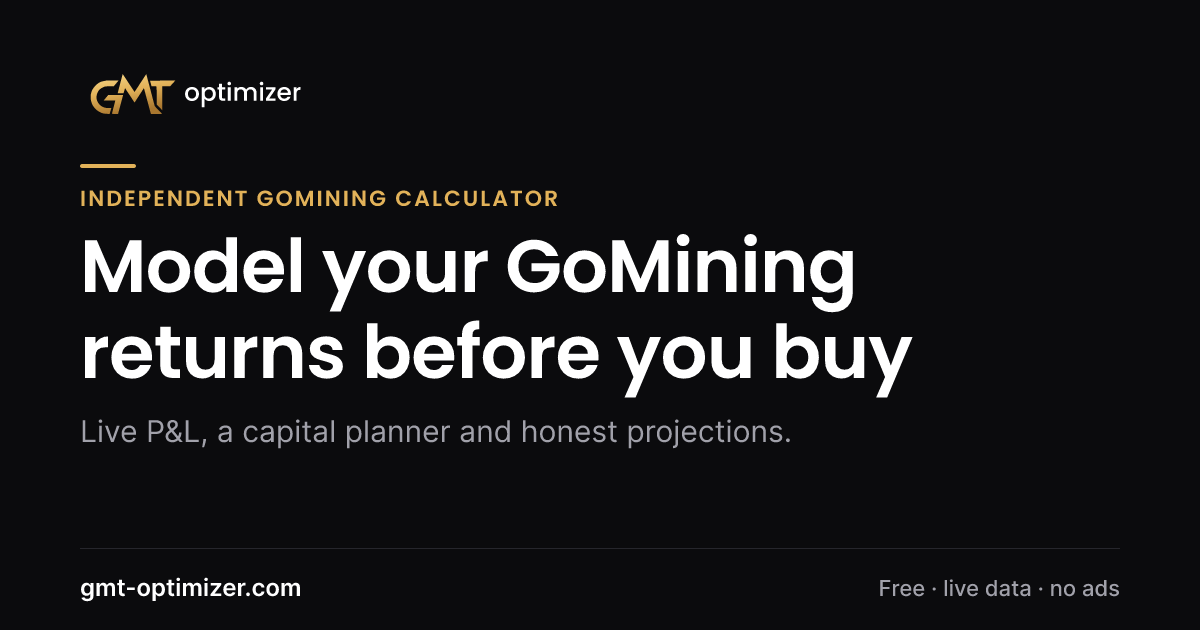 GMT optimizer
INDEPENDENT GOMINING CALCULATOR
Model your GoMining
returns before you buy
Live P&L, a capital planner and honest projections.
gmt-optimizer.com
Free · live data · no ads